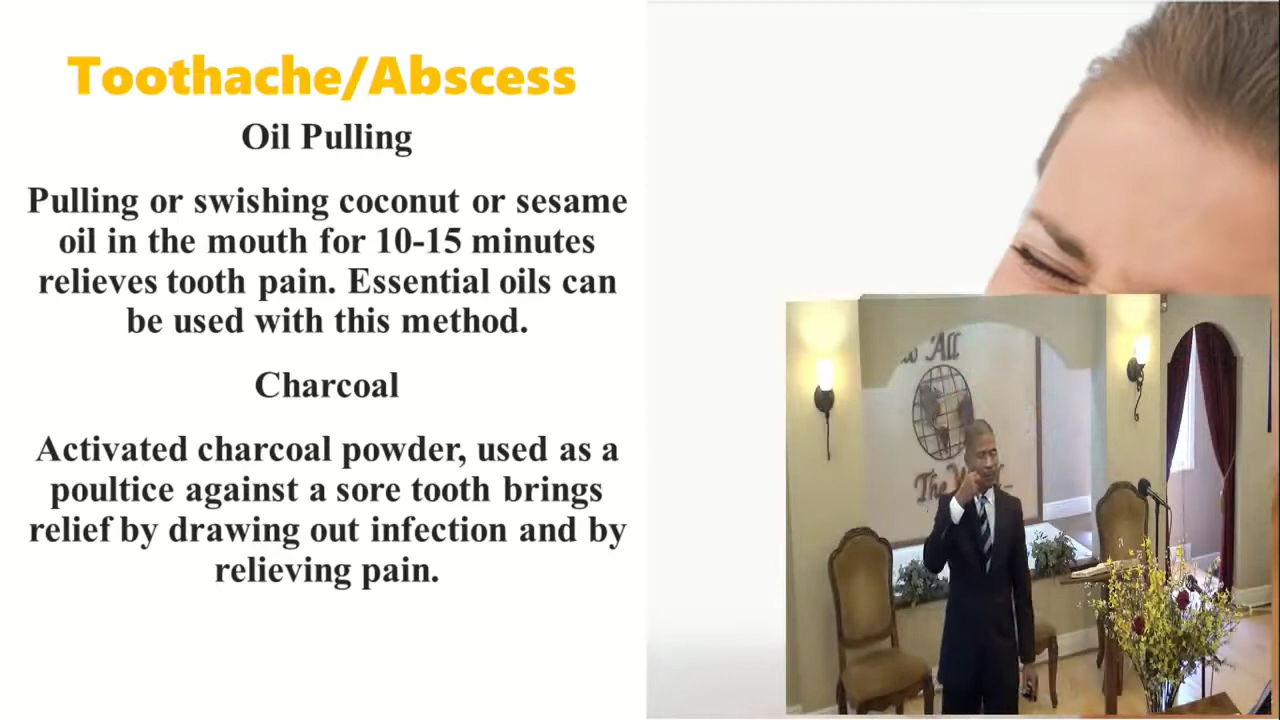 Toothache/Abscess
Oil Pulling
Pulling or swishing coconut or sesame
oil in the mouth for 10-15 minutes
relieves tooth pain. Essential oils can
be used with this method.
Charcoal
Activated charcoal powder, used as a
poultice against a sore tooth brings
relief by drawing out infection and by
relieving pain.
All
The